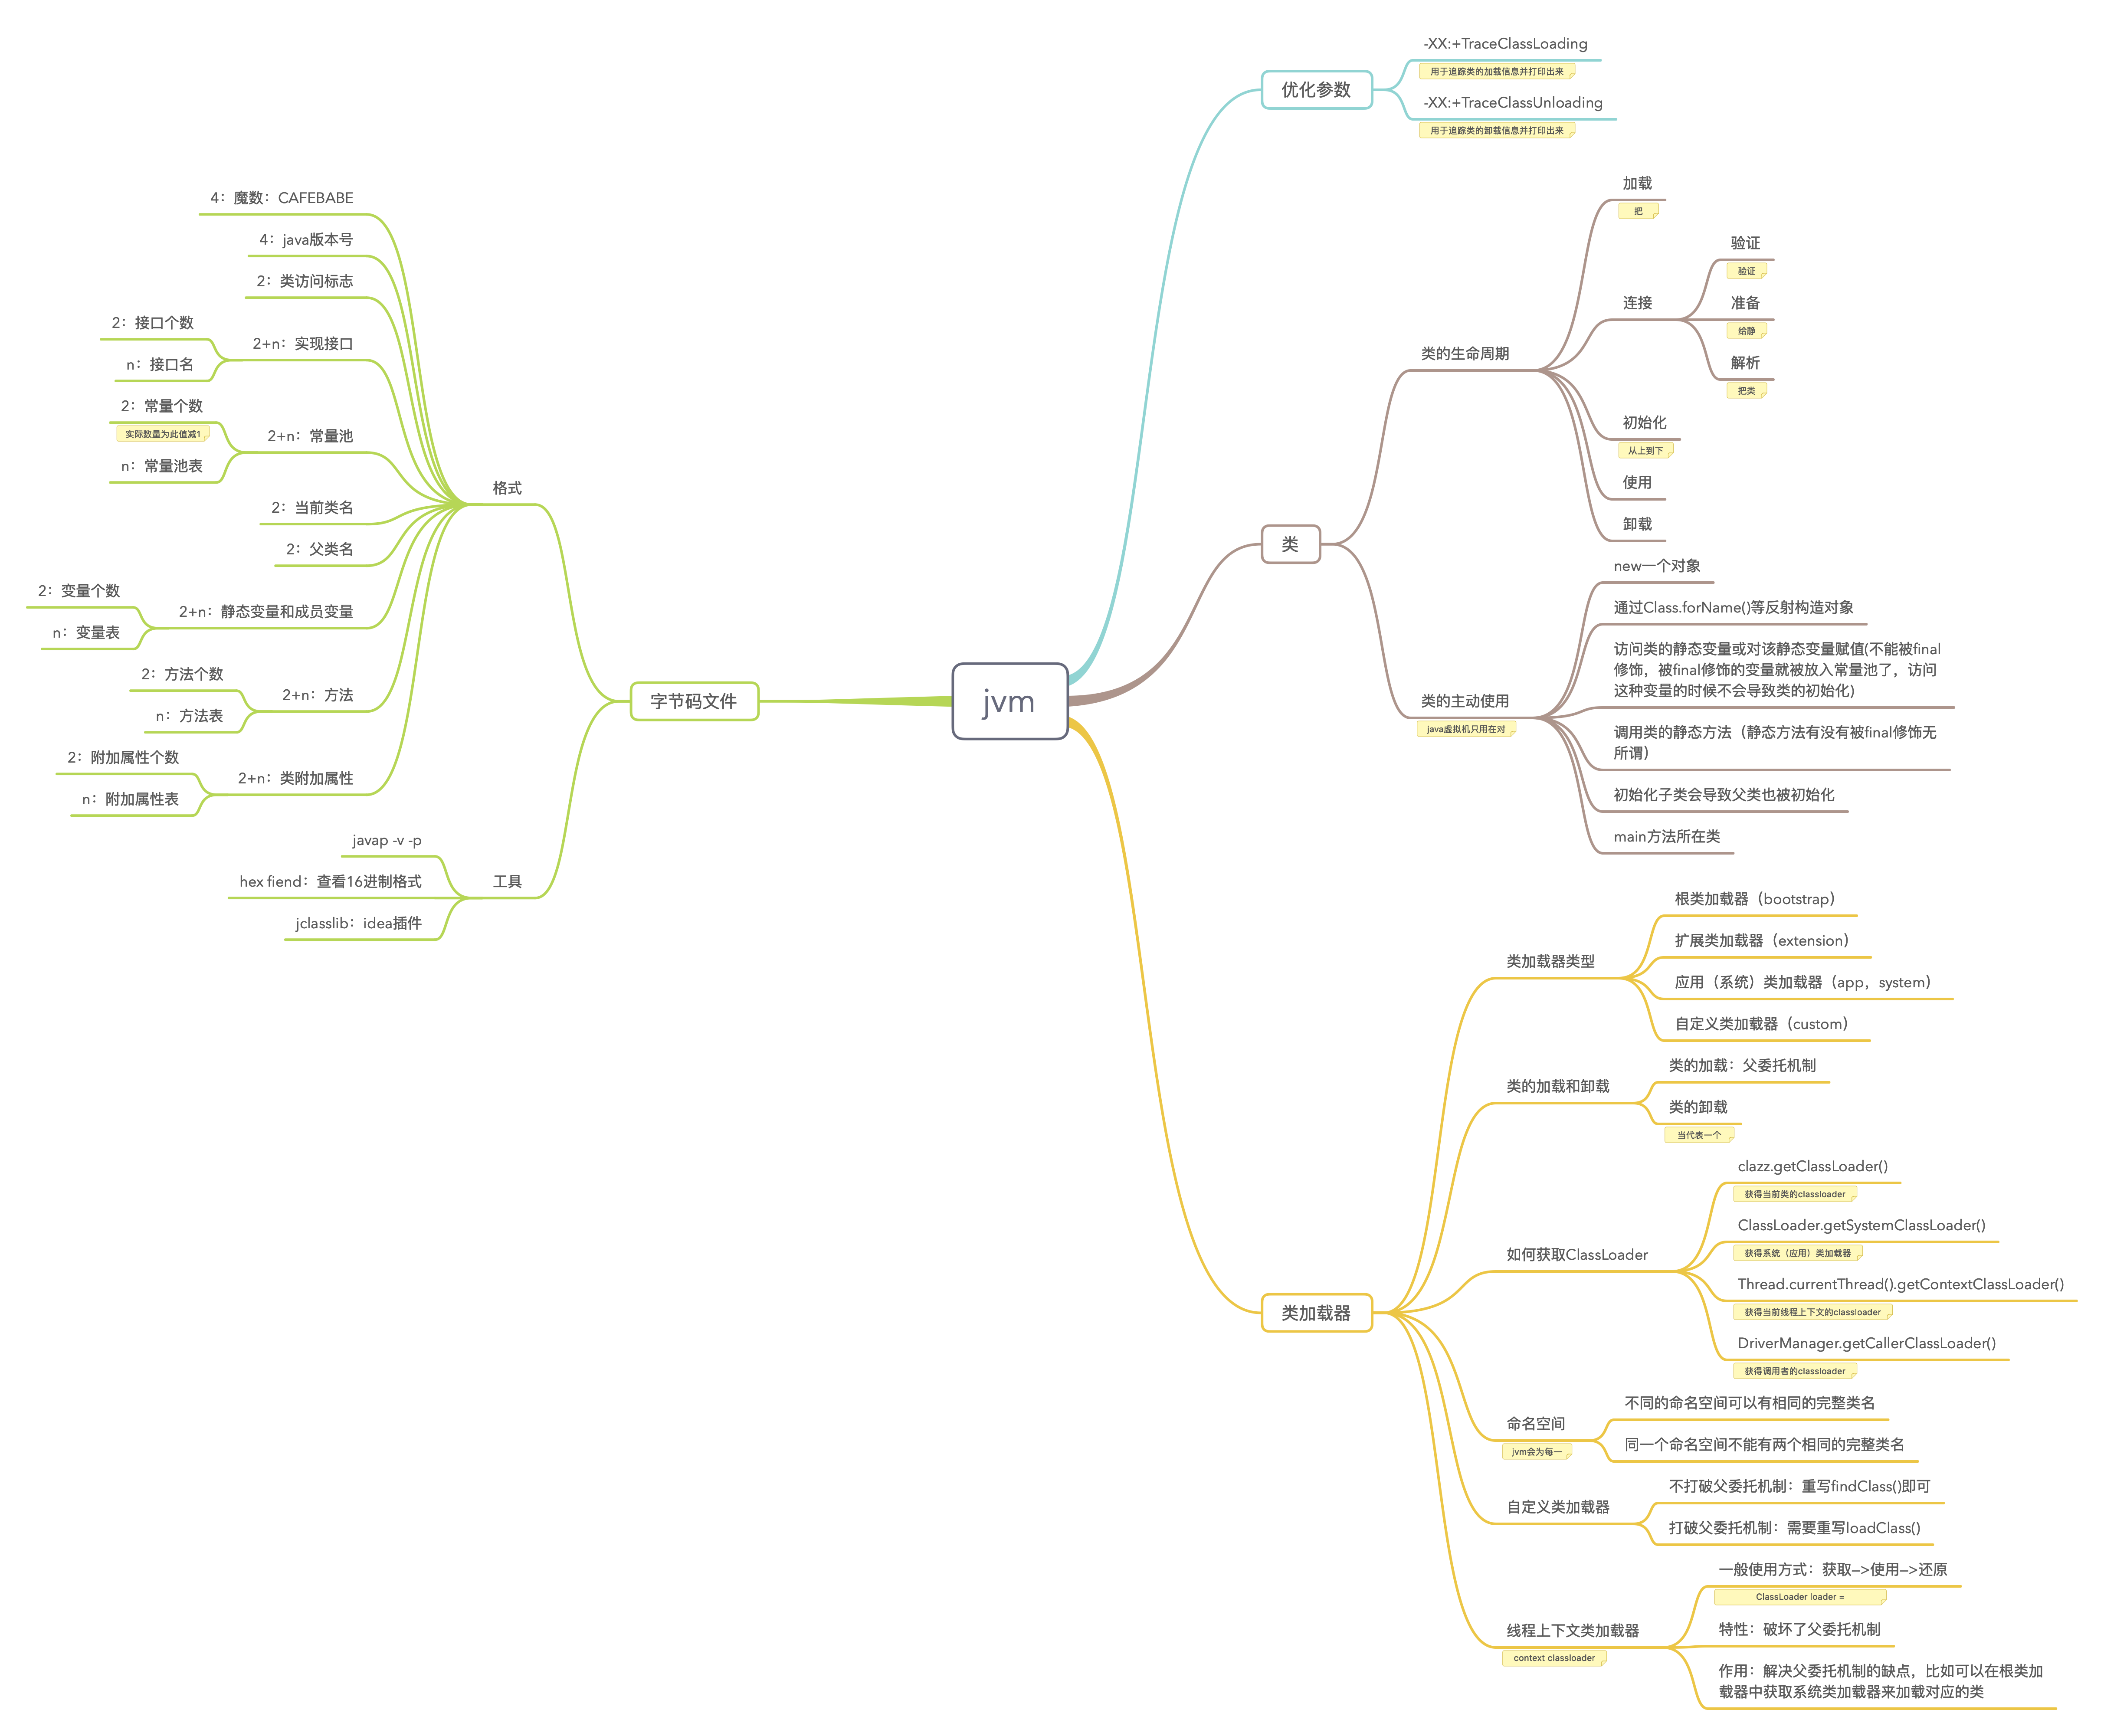 jvm
优化参数
-XX:+TraceClassLoading
用于追踪类的加载信息并打印出来
-XX:+TraceClassUnloading
用于追踪类的卸载信息并打印出来
类
类的生命周期
加载
把
连接
验证
验证
准备
给静
解析
把类
初始化
从上到下
使用
卸载
类的主动使用
java虚拟机只用在对
new一个对象
通过Class.forName()等反射构造对象
访问类的静态变量或对该静态变量赋值(不能被final
修饰，被final修饰的变量就被放入常量池了，访问
这种变量的时候不会导致类的初始化)
调用类的静态方法（静态方法有没有被final修饰无
所谓）
初始化子类会导致父类也被初始化
main方法所在类
类加载器
类加载器类型
根类加载器（bootstrap）
扩展类加载器（extension）
应用（系统）类加载器（app，system）
自定义类加载器（custom）
类的加载和卸载
类的加载：父委托机制
类的卸载
当代表一个
如何获取ClassLoader
clazz.getClassLoader()
获得当前类的classloader
ClassLoader.getSystemClassLoader()
获得系统（应用）类加载器
Thread.currentThread().getContextClassLoader()
获得当前线程上下文的classloader
DriverManager.getCallerClassLoader()
获得调用者的classloader
命名空间
jvm会为每一
不同的命名空间可以有相同的完整类名
同一个命名空间不能有两个相同的完整类名
自定义类加载器
不打破父委托机制：重写findClass()即可
打破父委托机制：需要重写loadClass()
线程上下文类加载器
context classloader
一般使用方式：获取–>使用–>还原
ClassLoader loader =
特性：破坏了父委托机制
作用：解决父委托机制的缺点，比如可以在根类加
载器中获取系统类加载器来加载对应的类
字节码文件
格式
4：魔数：CAFEBABE
4：java版本号
2：类访问标志
2+n：实现接口
2：接口个数
n：接口名
2+n：常量池
2：常量个数
实际数量为此值减1
n：常量池表
2：当前类名
2：父类名
2+n：静态变量和成员变量
2：变量个数
n：变量表
2+n：方法
2：方法个数
n：方法表
2+n：类附加属性
2：附加属性个数
n：附加属性表
工具
javap -v -p
hex fiend：查看16进制格式
jclasslib：idea插件